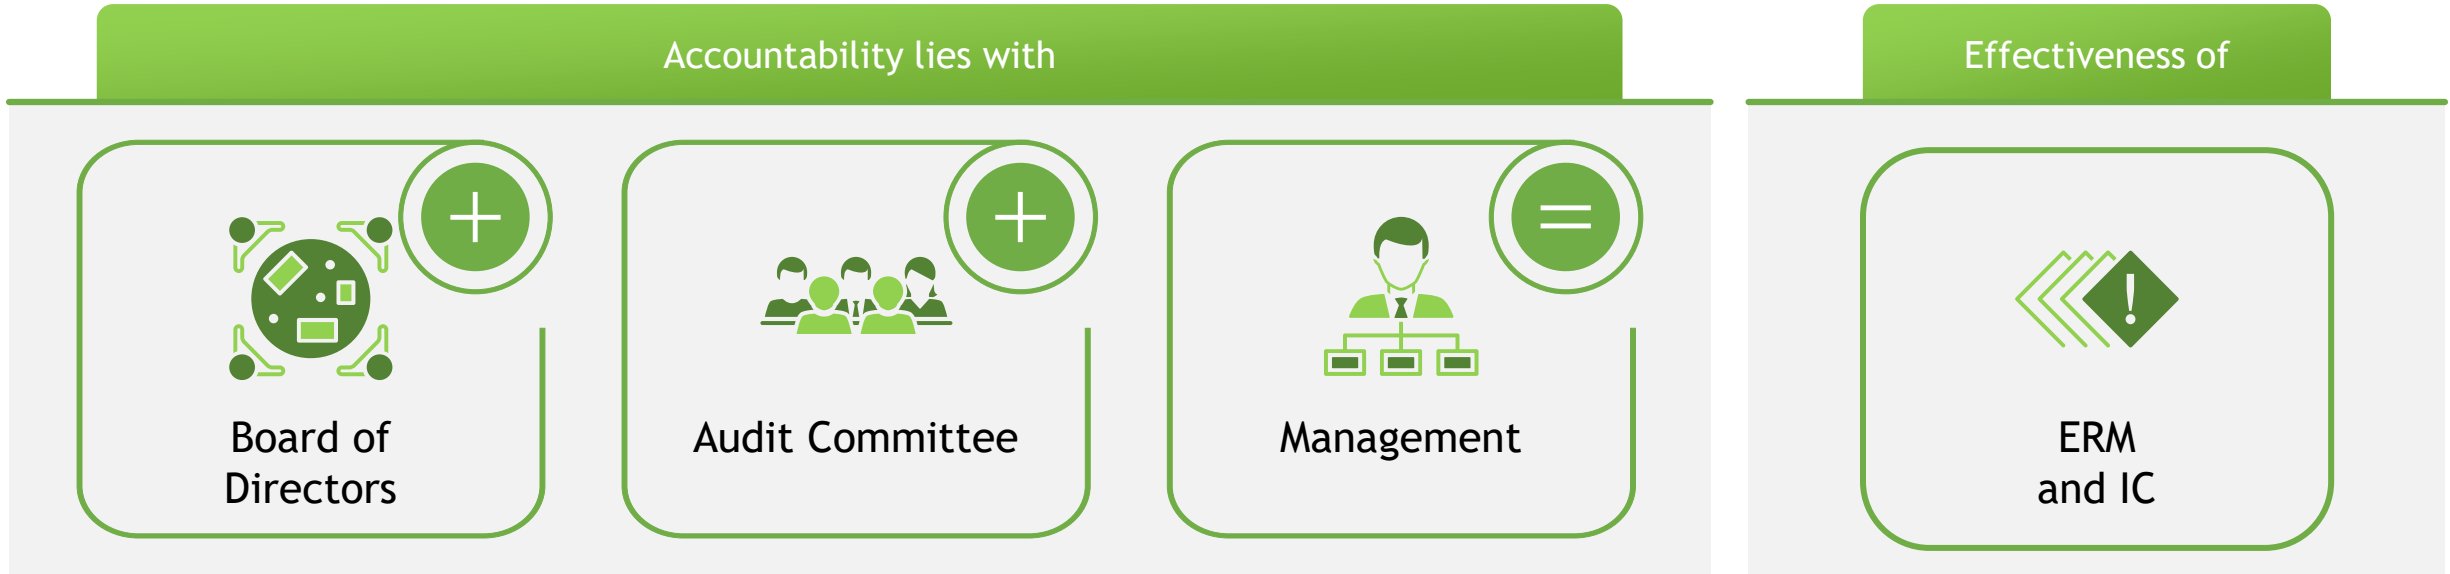 Accountability lies with
Effectiveness of
Board of
Directors
Audit Committee
Management
ERM
and IC